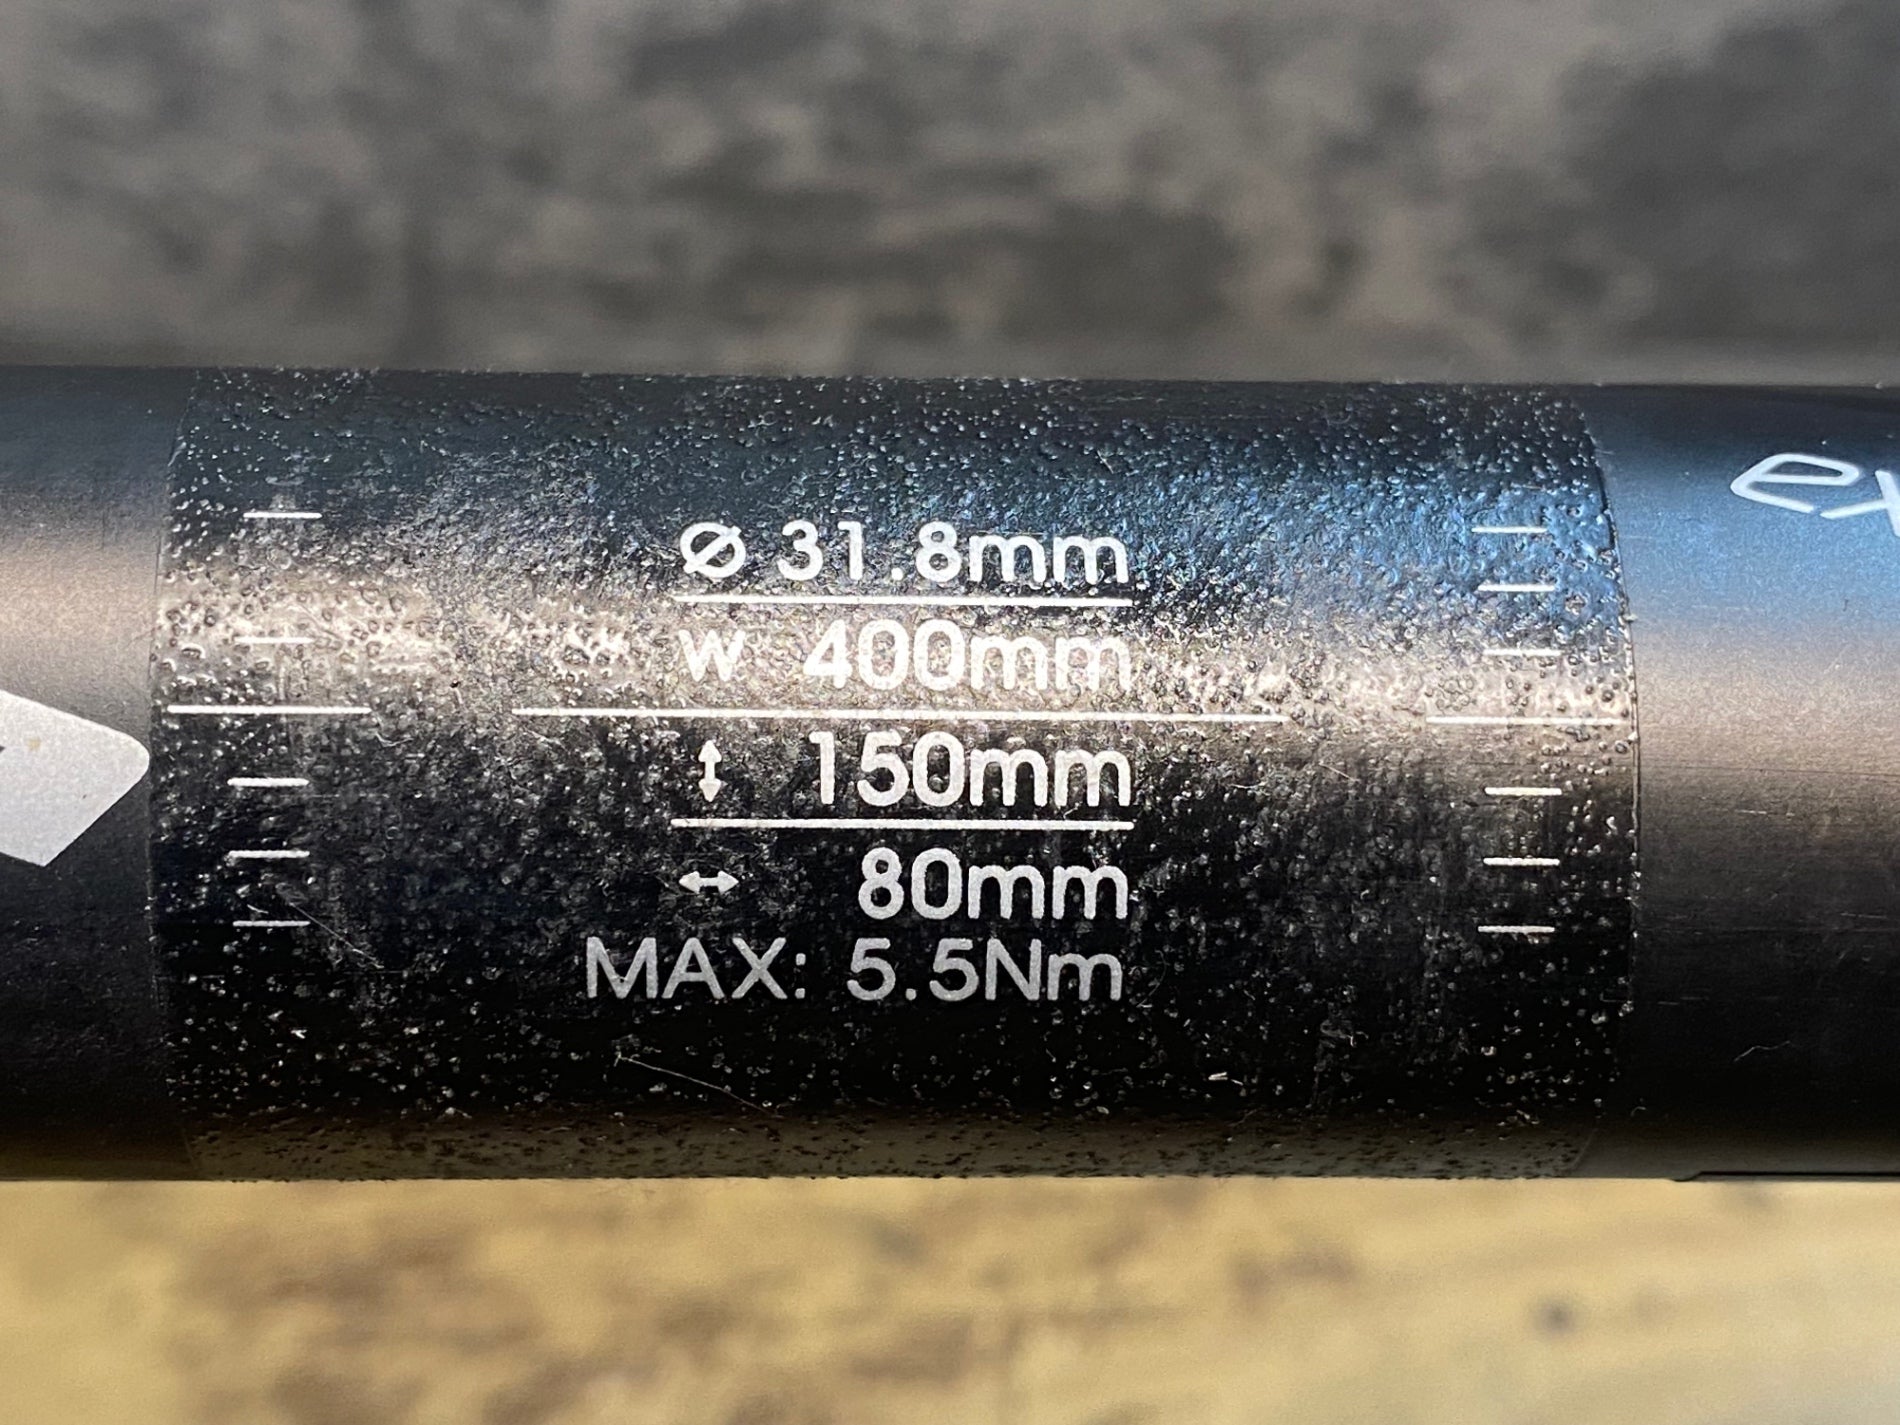 Ø 31.8mm
W 400mm
↕ 150mm
↔ 80mm
MAX: 5.5Nm